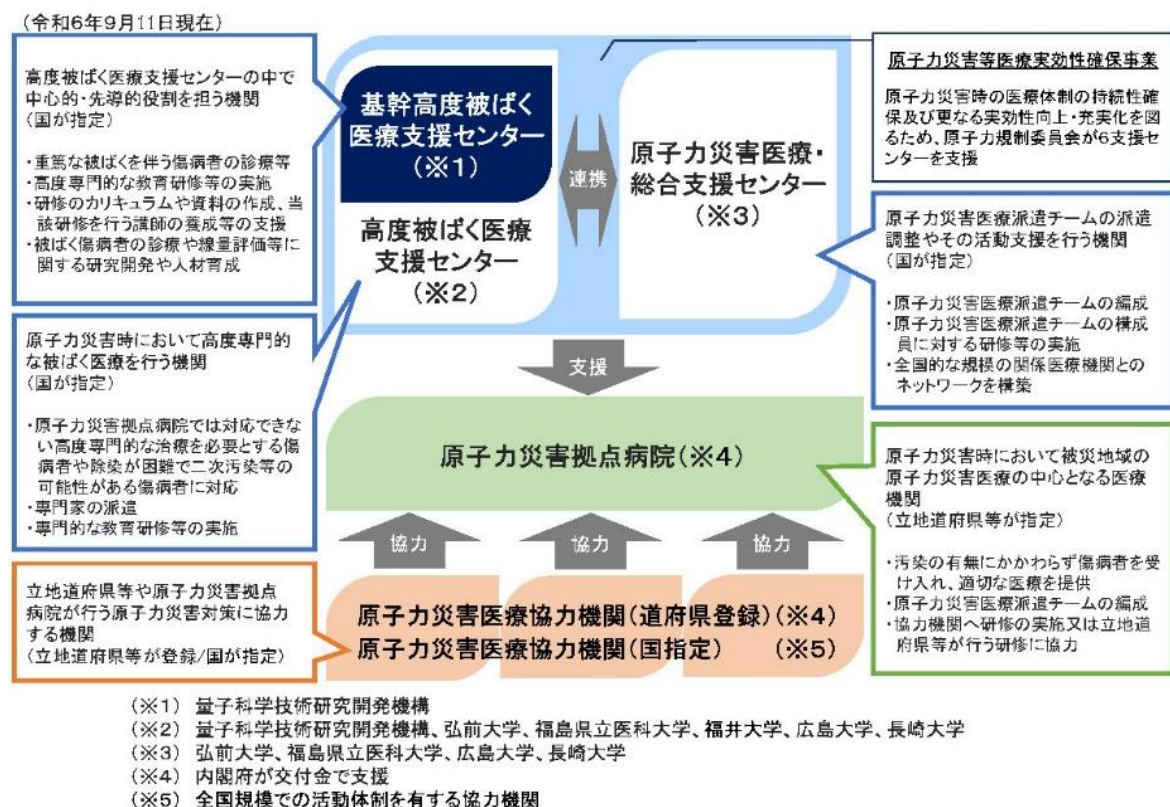 (令和6年9月11日現在)
高度被ばく医療支援センターの中で
中心的・先導的役割を担う機関
(国が指定)
・重篤な被ばくを伴う傷病者の診療等
・高度専門的な教育研修等の実施
・研修のカリキュラムや資料の作成、当
該研修を行う講師の養成等の支援
・被ばく傷病者の診療や線量評価等に
関する研究開発や人材育成
原子力災害時において高度専門的
な被ばく医療を行う機関
(国が指定)
・原子力災害拠点病院では対応でき
ない高度専門的な治療を必要とする傷
病者や除染が困難で二次汚染等の
可能性がある傷病者に対応
・専門家の派遣
・専門的な教育研修等の実施
立地道府県等や原子力災害拠点
病院が行う原子力災害対策に協力
する機関
(立地道府県等が登録/国が指定)
基幹高度被ばく
医療支援センター
(※1)
高度被ばく医療
支援センター
(※2)
連携
原子力災害医療・
総合支援センター
(※3)
支援
原子力災害拠点病院(※4)
協力
協力
協力
原子力災害医療協力機関(道府県登録)(※4)
原子力災害医療協力機関(国指定) (※5)
原子力災害等医療実効性確保事業
原子力災害時の医療体制の持続性確
保及び更なる実効性向上・充実化を図
るため、原子力規制委員会が6支援セ
ンターを支援
原子力災害医療派遣チームの派遣
調整やその活動支援を行う機関
(国が指定)
・原子力災害医療派遣チームの編成
・原子力災害医療派遣チームの構成
員に対する研修等の実施
・全国的な規模の関係医療機関との
ネットワークを構築
原子力災害時において被災地域の
原子力災害医療の中心となる医療
機関
(立地道府県等が指定)
・汚染の有無にかかわらず傷病者を受
け入れ、適切な医療を提供
・原子力災害医療派遣チームの編成
・協力機関へ研修の実施又は立地道
府県等が行う研修に協力
(※1) 量子科学技術研究開発機構
(※2) 量子科学技術研究開発機構、弘前大学、福島県立医科大学、福井大学、広島大学、長崎大学
(※3) 弘前大学、福島県立医科大学、広島大学、長崎大学
(※4) 内閣府が交付金で支援
(※5) 全国規模での活動体制を有する協力機関